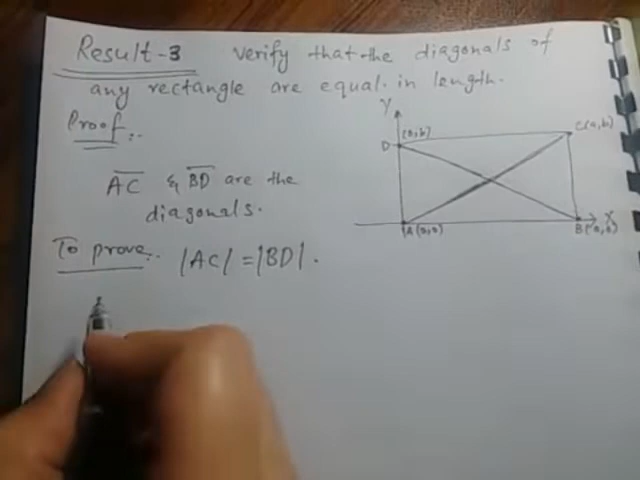 Result-3 Verify that the diagonals of
any rectangle are equal in length.
Proof:-
Y
D (0,b)
C(a,b)
AC & BD are the
diagonals.
A(0,0)
X
To prove:- |AC| = |BD|.